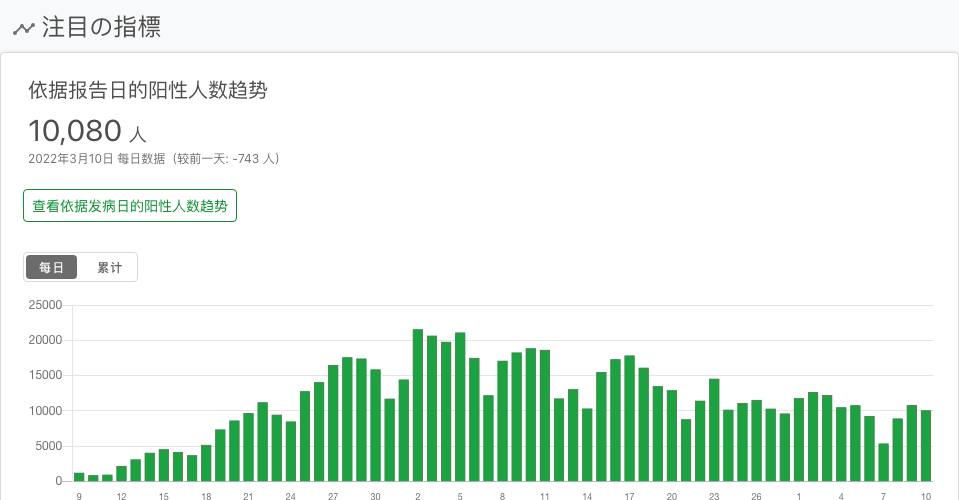 注目の指標
依据报告日的阳性人数趋势
10,080 人
2022年3月10日 每日数据（较前一天: -743 人）
查看依据发病日的阳性人数趋势
每日 累计
25000
20000
15000
10000
5000
0
9 12 15 18 21 24 27 30 2 5 8 11 14 17 20 23 26 1 4 7 10